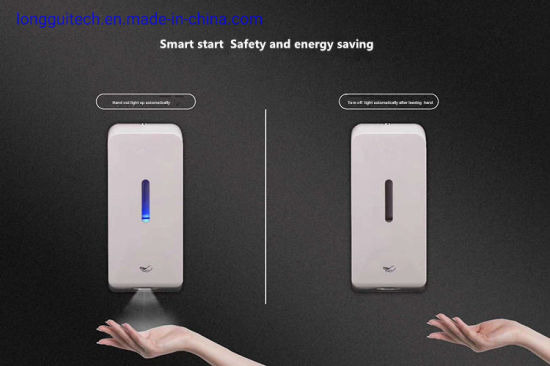 longguitech.en.made-in-china.com
Smart start Safety and energy saving
Hand out light up automatically
Turn off light automatically after leaving hand